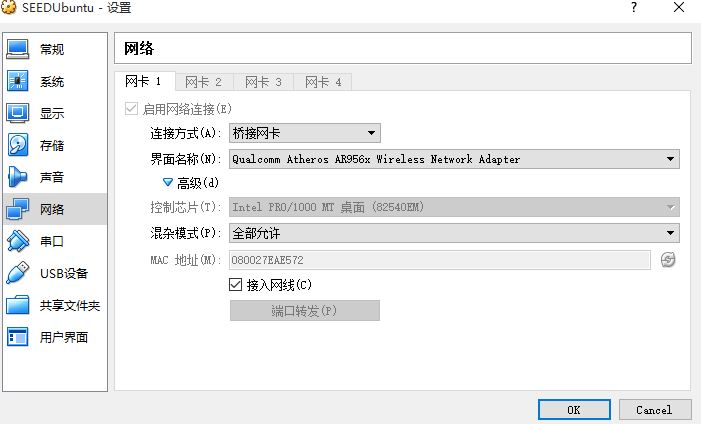 SEEDUbuntu - 设置
常规
系统
显示
存储
声音
网络
串口
USB设备
共享文件夹
用户界面
网络
网卡 1 网卡 2 网卡 3 网卡 4
启用网络连接(E)
连接方式(A): 桥接网卡
界面名称(N): Qualcomm Atheros AR956x Wireless Network Adapter
高级(d)
控制芯片(T): Intel PRO/1000 MT 桌面 (82540EM)
混杂模式(P): 全部允许
MAC 地址(M): 080027EAE572
接入网线(C)
端口转发(P)
OK Cancel